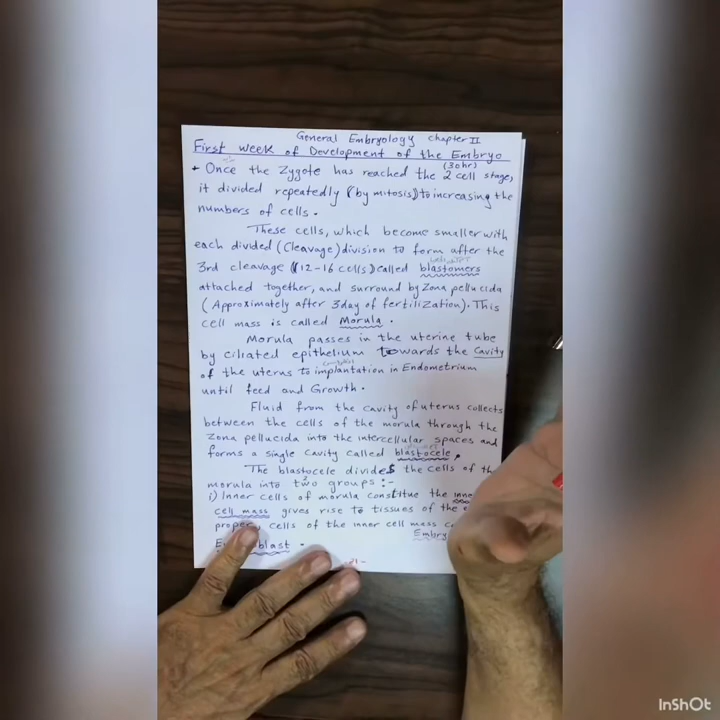 General Embryology Chapter II
First week of Development of the Embryo
+ Once the Zygote has reached the 2 cell stage, (30hr)
it divided repeatedly (by mitosis) to increasing the
numbers of cells.
These cells, which become smaller with
each divided (Cleavage) division to form after the
3rd cleavage (12-16 cells) called blastomers
attached together, and surround by Zona pellucida
(Approximately after 3day of fertilization). This
cell mass is called Morula.
Morula passes in the uterine tube
by ciliated epithelium towards the cavity
of the uterus to implantation in Endometrium
until feed and Growth.
Fluid from the cavity of uterus collects
between the cells of the morula through the
Zona pellucida into the intercellular spaces and
forms a single cavity called blastocele.
The blastocele divides the cells of the
morula into two groups :-
i) Inner cells of morula constitue the inner
cell mass gives rise to tissues of the
proper, cells of the inner cell mass
InShOt